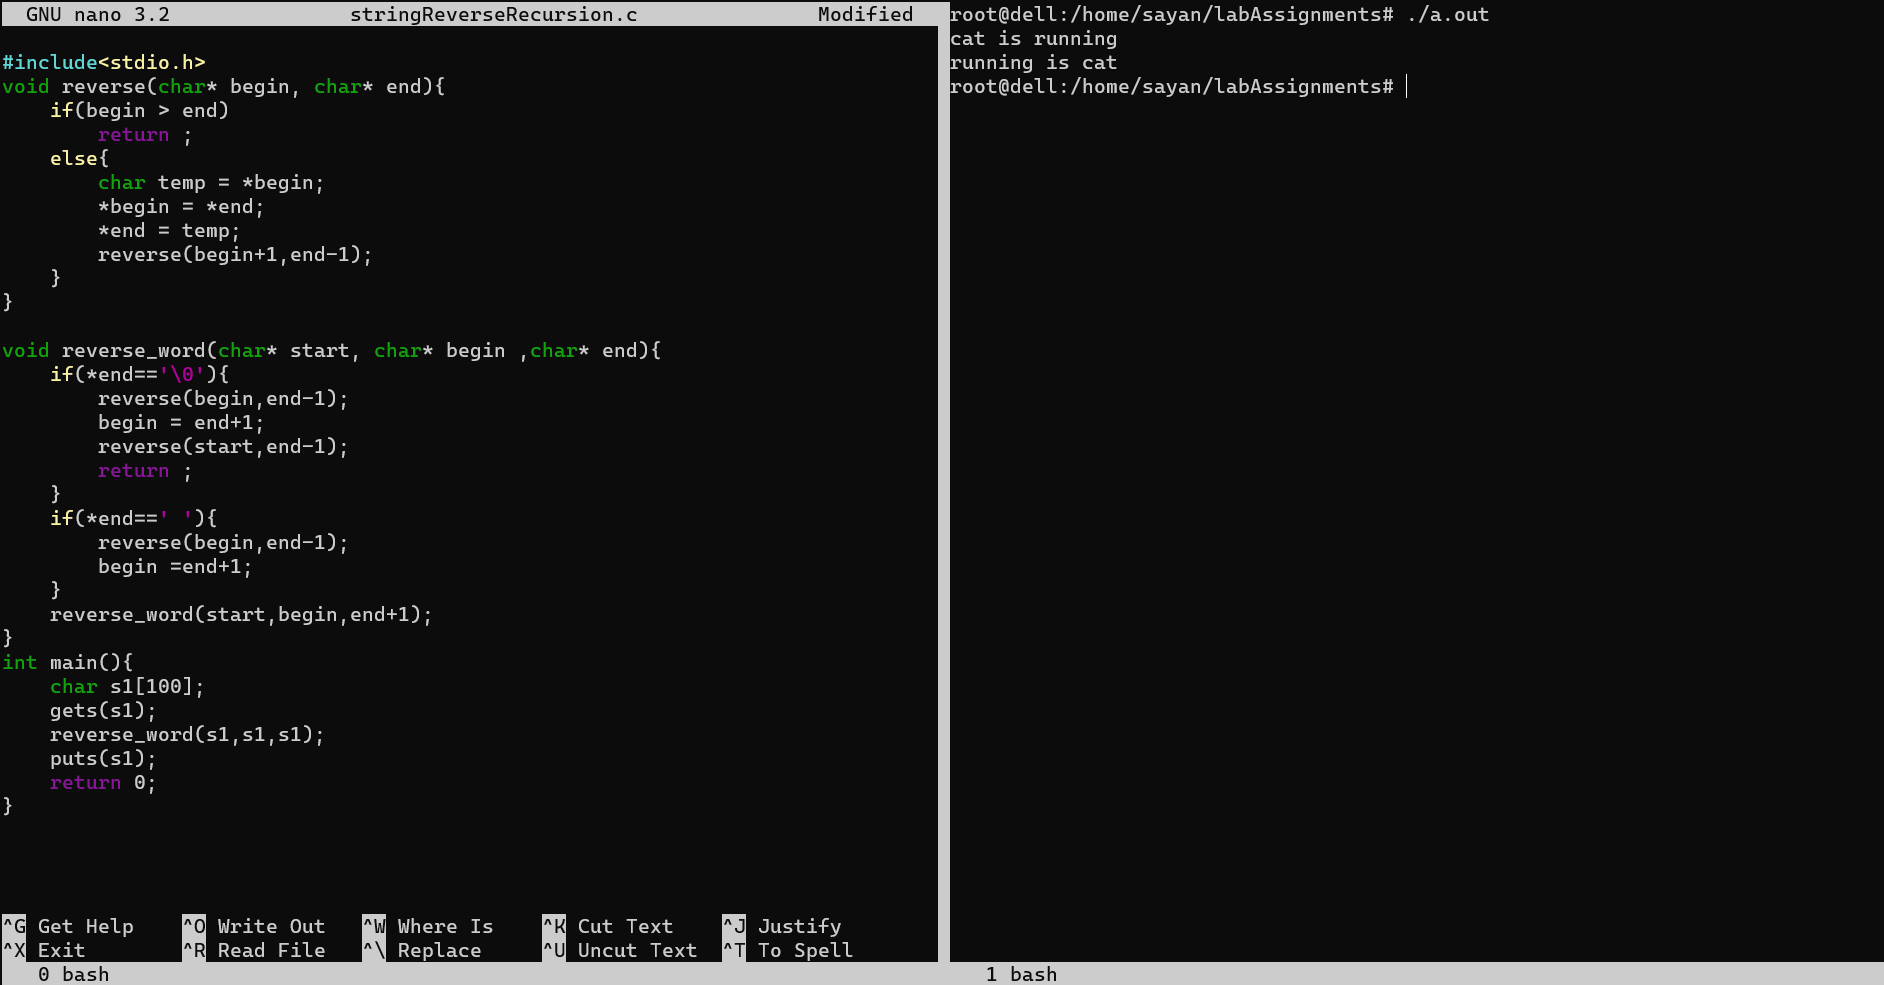 GNU nano 3.2 stringReverseRecursion.c Modified
#include<stdio.h>
void reverse(char* begin, char* end){
    if(begin > end)
        return ;
    else{
        char temp = *begin;
        *begin = *end;
        *end = temp;
        reverse(begin+1,end-1);
    }
}
void reverse_word(char* start, char* begin ,char* end){
    if(*end=='\0'){
        reverse(begin,end-1);
        begin = end+1;
        reverse(start,end-1);
        return ;
    }
    if(*end==' '){
        reverse(begin,end-1);
        begin =end+1;
    }
    reverse_word(start,begin,end+1);
}
int main(){
    char s1[100];
    gets(s1);
    reverse_word(s1,s1,s1);
    puts(s1);
    return 0;
}
^G Get Help ^O Write Out ^W Where Is ^K Cut Text ^J Justify
^X Exit ^R Read File ^\ Replace ^U Uncut Text ^T To Spell
0 bash
root@dell:/home/sayan/labAssignments# ./a.out
cat is running
running is cat
root@dell:/home/sayan/labAssignments#
1 bash